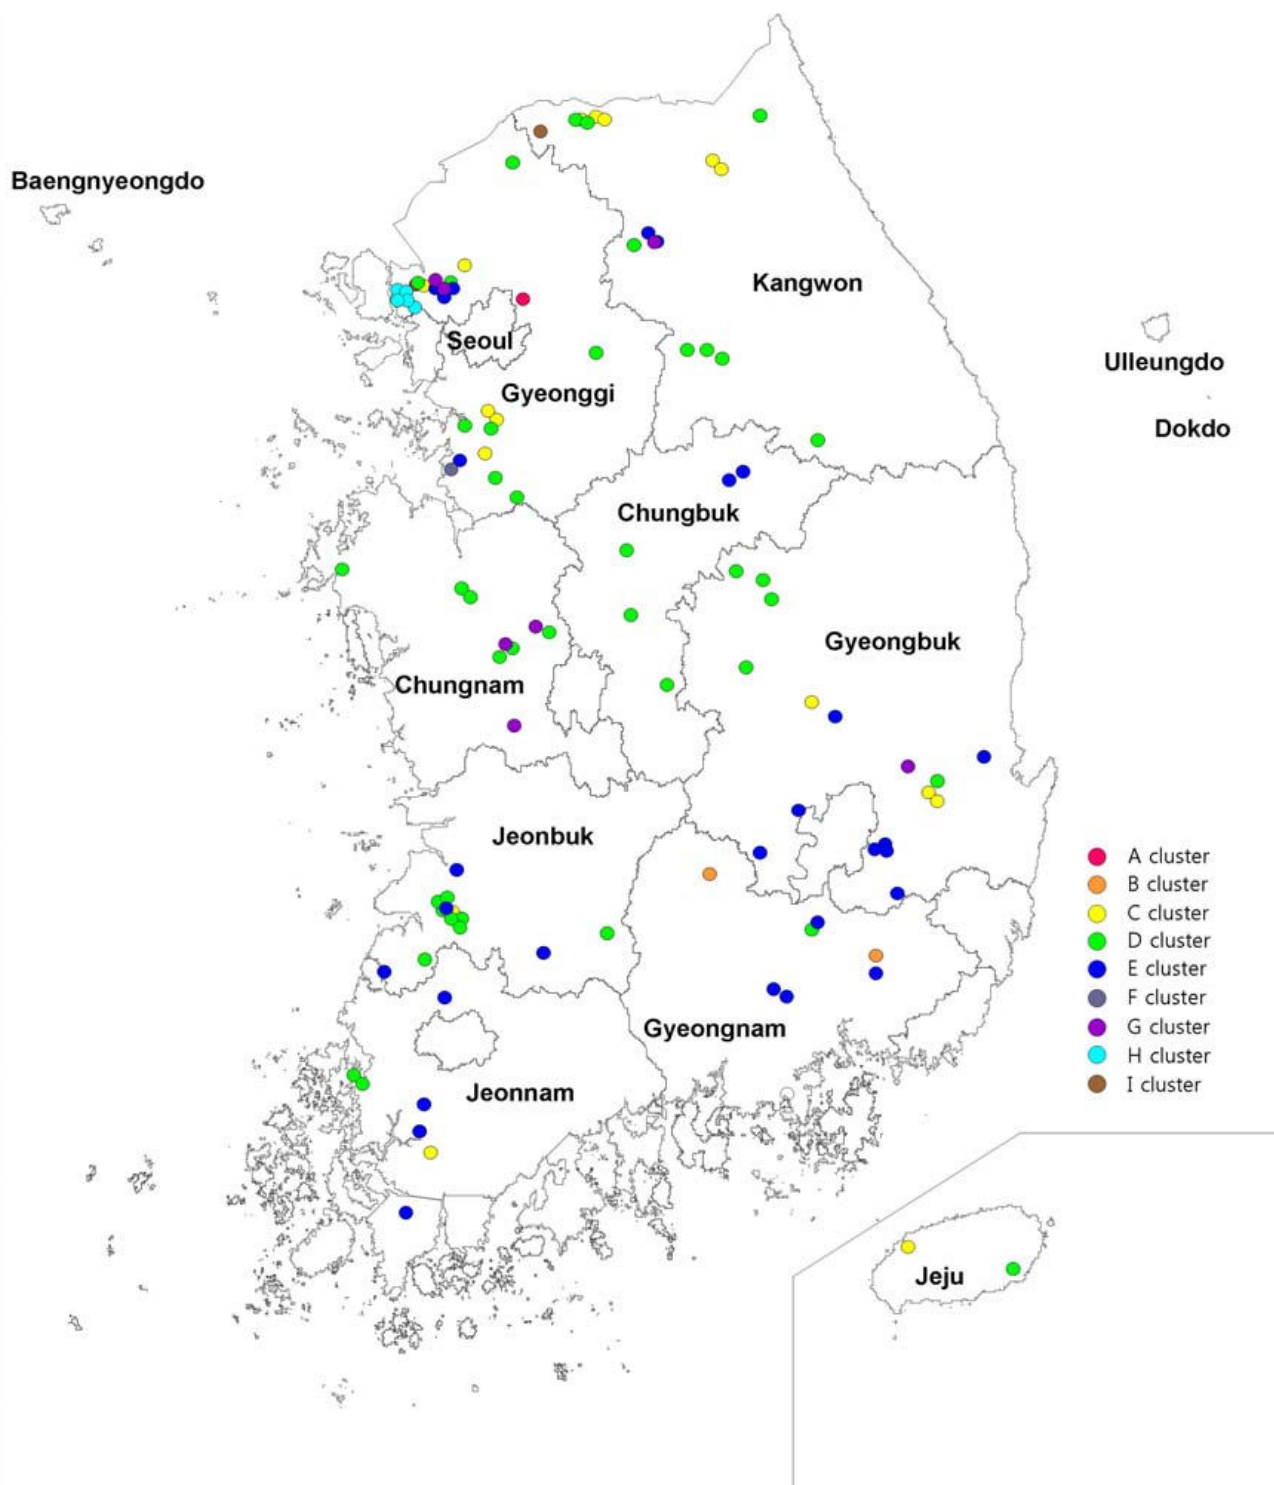 Baengnyeongdo
Kangwon
Seoul
Ulleungdo
Gyeonggi
Dokdo
Chungbuk
Gyeongbuk
Chungnam
Jeonbuk
A cluster
B cluster
C cluster
D cluster
E cluster
F cluster
G cluster
H cluster
I cluster
Gyeongnam
Jeonnam
Jeju